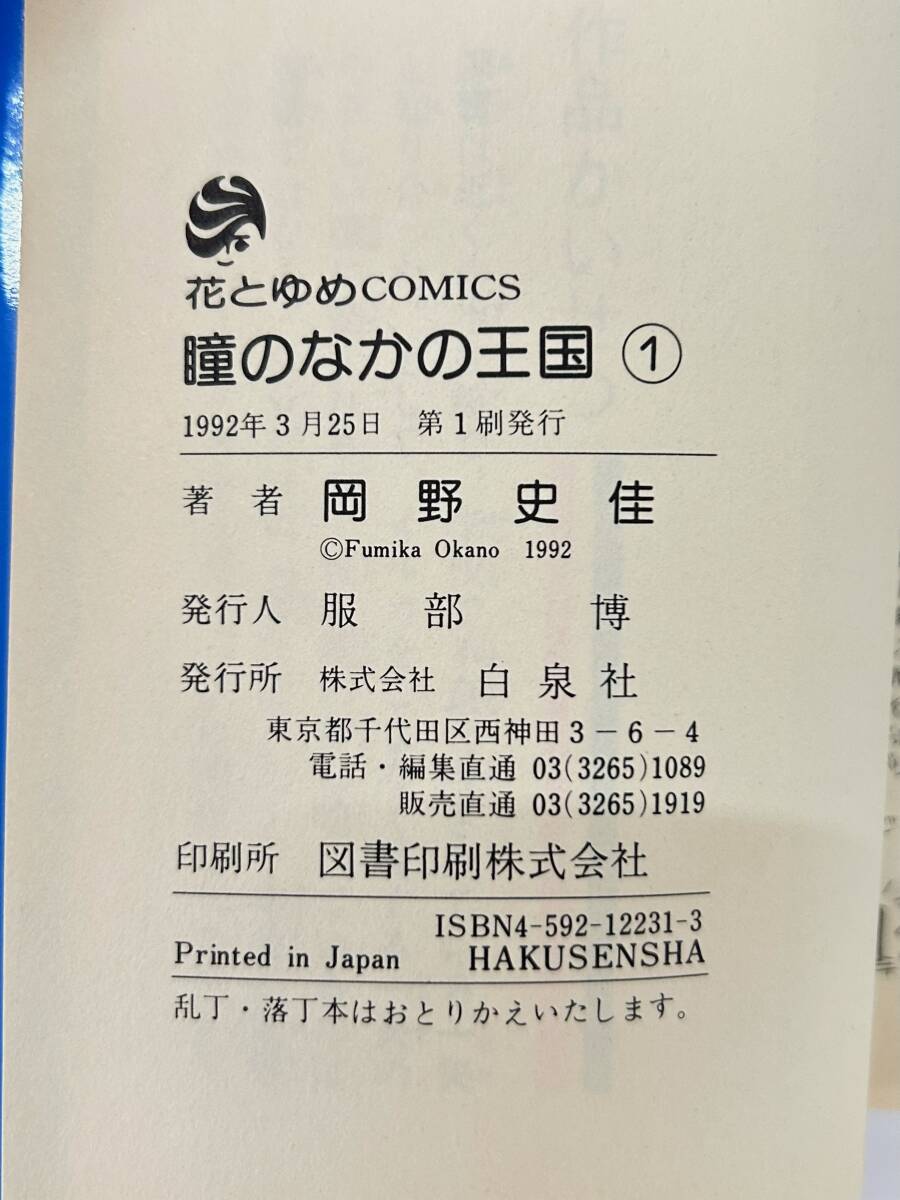 花とゆめCOMICS
瞳のなかの王国 ①
1992年3月25日 第1刷発行
著者 岡野史佳
©Fumika Okano 1992
発行人 服部 博
発行所 株式会社 白泉社
東京都千代田区西神田3-6-4
電話・編集直通 03(3265)1089
販売直通 03(3265)1919
印刷所 図書印刷株式会社
ISBN4-592-12231-3
Printed in Japan HAKUSENSHA
乱丁・落丁本はおとりかえいたします。